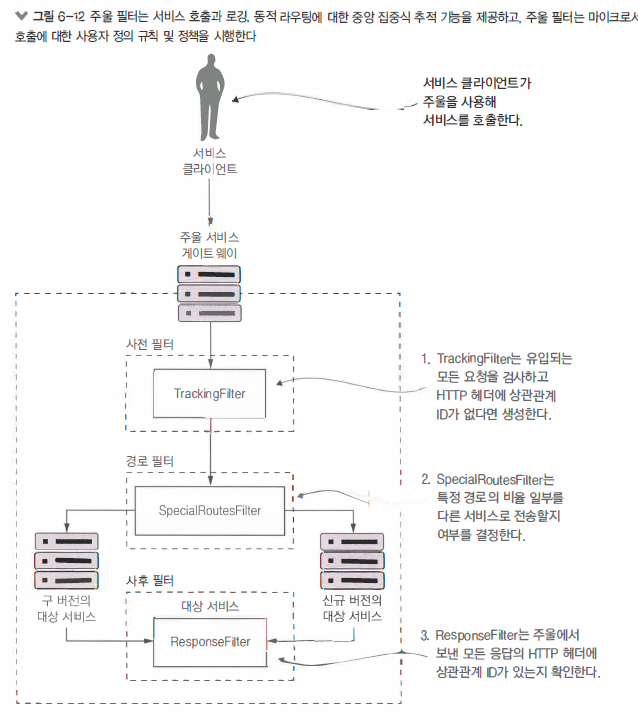 그림 6-12 주울 필터는 서비스 호출과 로깅, 동적 라우팅에 대한 중앙 집중식 추적 기능을 제공하고, 주울 필터는 마이크로서
호출에 대한 사용자 정의 규칙 및 정책을 시행한다
서비스 클라이언트가
주울을 사용해
서비스를 호출한다.
서비스
클라이언트
주울 서비스
게이트 웨이
사전 필터
TrackingFilter
1. TrackingFilter는 유입되는
모든 요청을 검사하고
HTTP 헤더에 상관관계
ID가 없다면 생성한다.
경로 필터
SpecialRoutesFilter
2. SpecialRoutesFilter는
특정 경로의 비율 일부를
다른 서비스로 전송할지
여부를 결정한다.
구 버전의
대상 서비스
신규 버전의
대상 서비스
사후 필터
대상 서비스
ResponseFilter
3. ResponseFilter는 주울에서
보낸 모든 응답의 HTTP 헤더에
상관관계 ID가 있는지 확인한다.